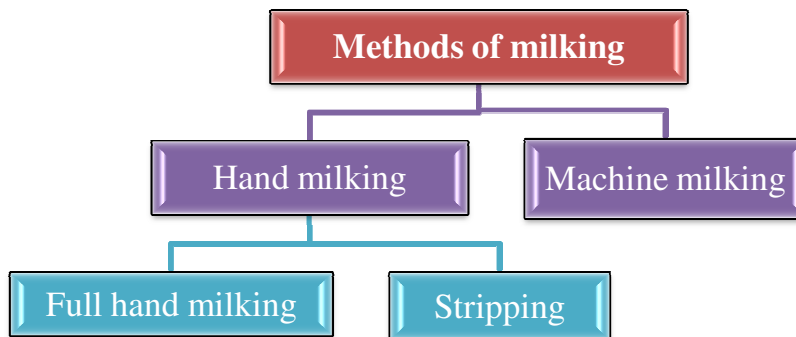 Methods of milking
Hand milking
Machine milking
Full hand milking
Stripping